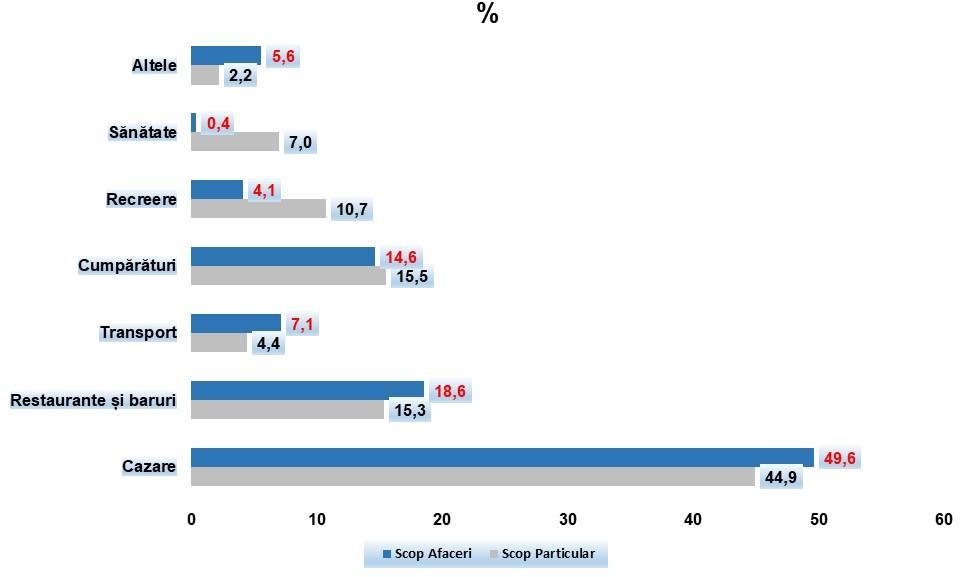 %
Altele
5,6
2,2
Sănătate
0,4
7,0
Recreere
4,1
10,7
Cumpărături
14,6
15,5
Transport
7,1
4,4
Restaurante și baruri
18,6
15,3
Cazare
49,6
44,9
0 10 20 30 40 50 60
Scop Afaceri Scop Particular